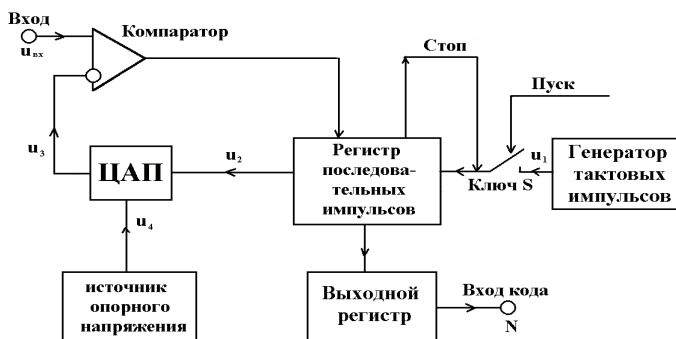 Вход
uвх
Компаратор
Стоп
Пуск
u3
ЦАП
u2
Регистр
последова-
тельных
импульсов
Ключ S
u1
Генератор
тактовых
импульсов
u4
источник
опорного
напряжения
Выходной
регистр
Вход кода
N